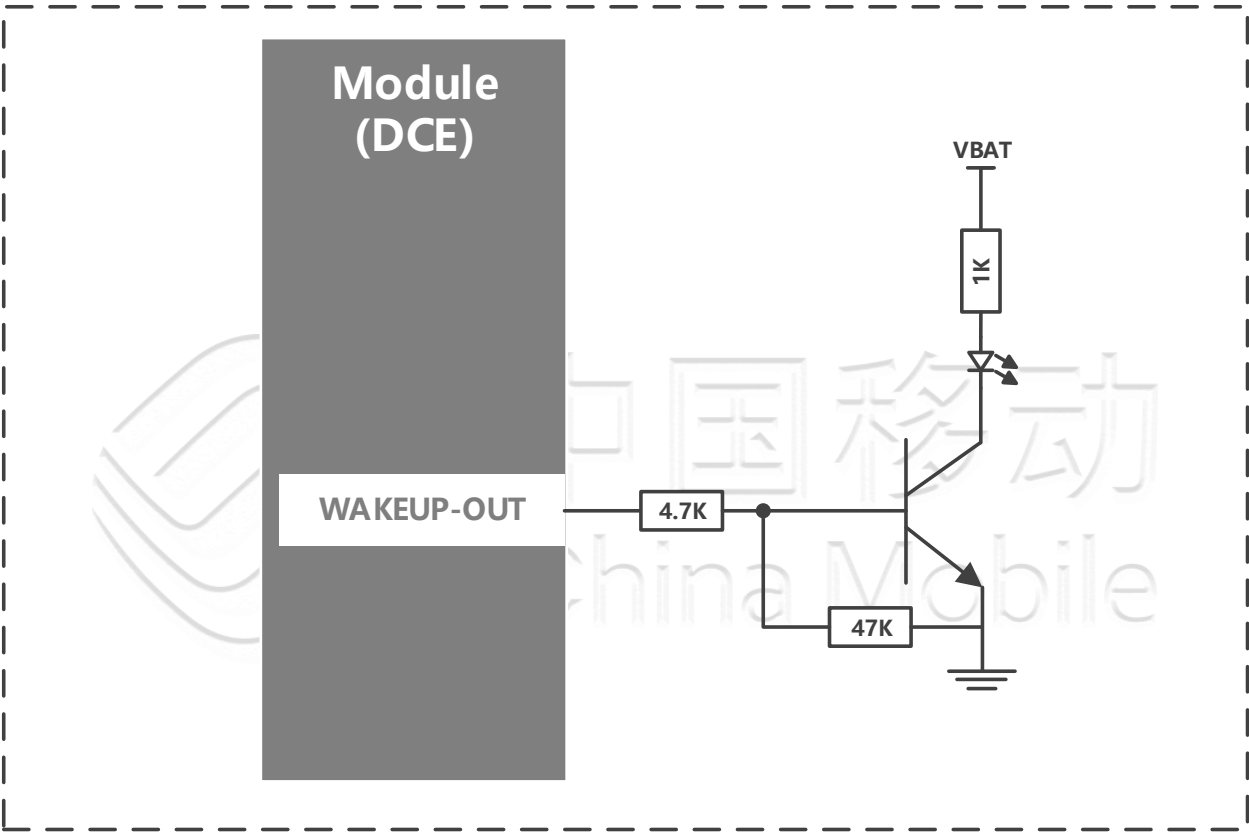 Module
(DCE)
VBAT
1K
中国移动
WAKEUP-OUT
4.7K
China Mobile
47K